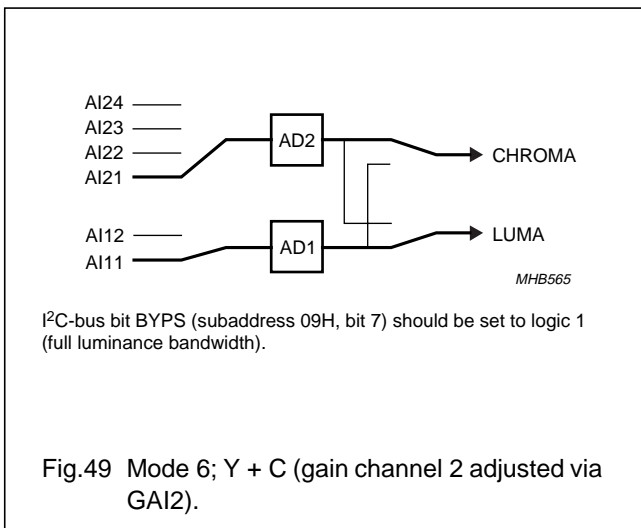 AI24
AI23
AI22
AI21
AD2
CHROMA
AI12
AI11
AD1
LUMA
MHB565
I²C-bus bit BYPS (subaddress 09H, bit 7) should be set to logic 1
(full luminance bandwidth).
Fig.49 Mode 6; Y + C (gain channel 2 adjusted via
GAI2).